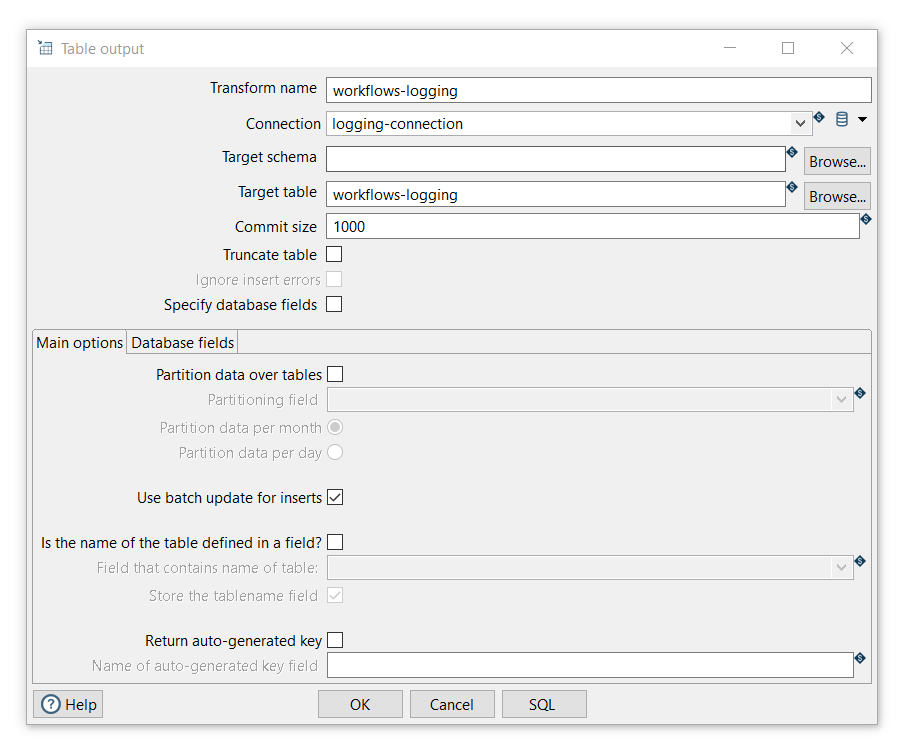 Table output
Transform name workflows-logging
Connection logging-connection
Target schema Browse...
Target table workflows-logging Browse...
Commit size 1000
Truncate table
Ignore insert errors
Specify database fields
Main options Database fields
Partition data over tables
Partitioning field
Partition data per month
Partition data per day
Use batch update for inserts
Is the name of the table defined in a field?
Field that contains name of table:
Store the tablename field
Return auto-generated key
Name of auto-generated key field
? Help OK Cancel SQL